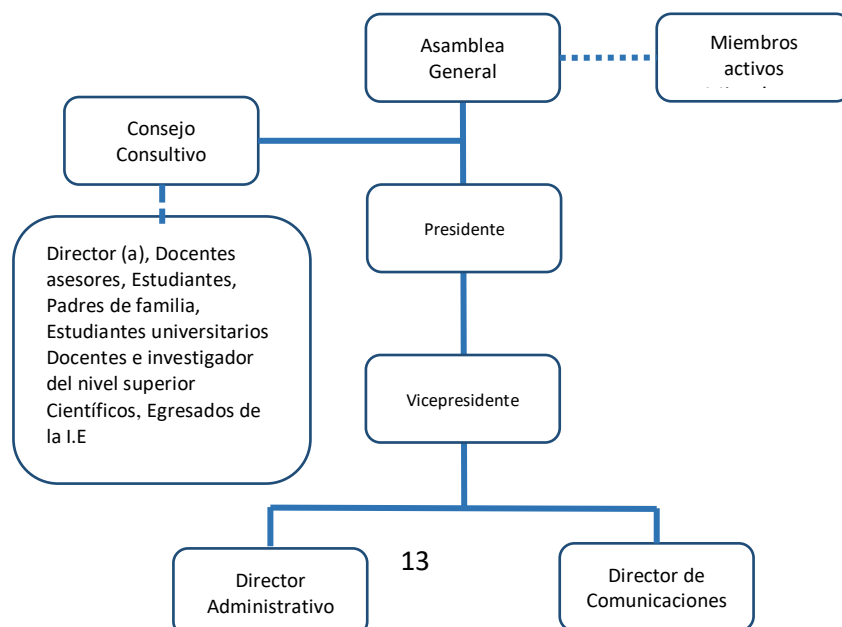 Asamblea
General
Miembros
activos
Consejo
Consultivo
Presidente
Director (a), Docentes
asesores, Estudiantes,
Padres de familia,
Estudiantes universitarios
Docentes e investigador
del nivel superior
Científicos, Egresados de
la I.E
Vicepresidente
13
Director
Administrativo
Director de
Comunicaciones